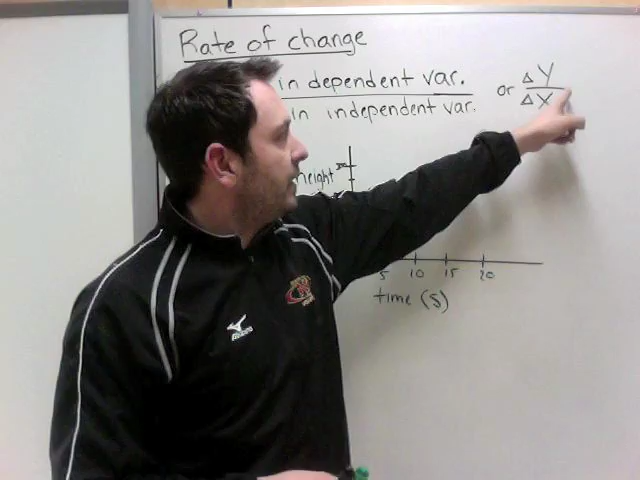 Rate of change
in dependent var.
in independent var.
or ΔY
ΔX
height
5 10 15 20
time (s)